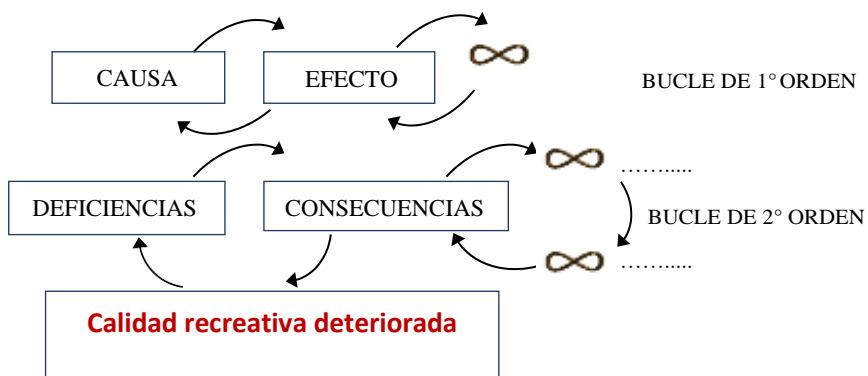 CAUSA
EFECTO
BUCLE DE 1° ORDEN
DEFICIENCIAS
CONSECUENCIAS
…….....
BUCLE DE 2° ORDEN
…….....
Calidad recreativa deteriorada